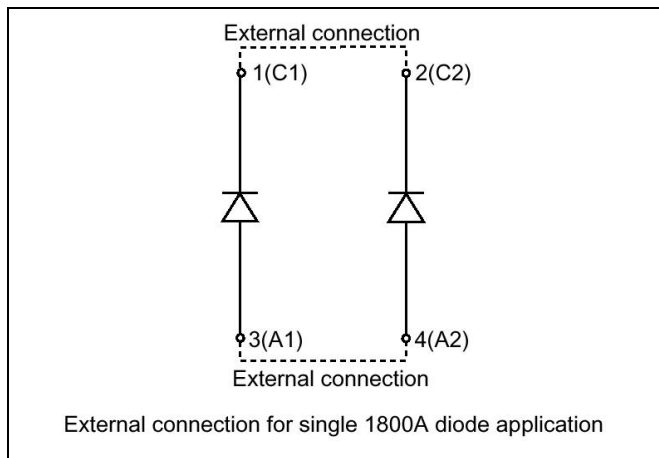 External connection
1(C1)
2(C2)
3(A1)
4(A2)
External connection
External connection for single 1800A diode application